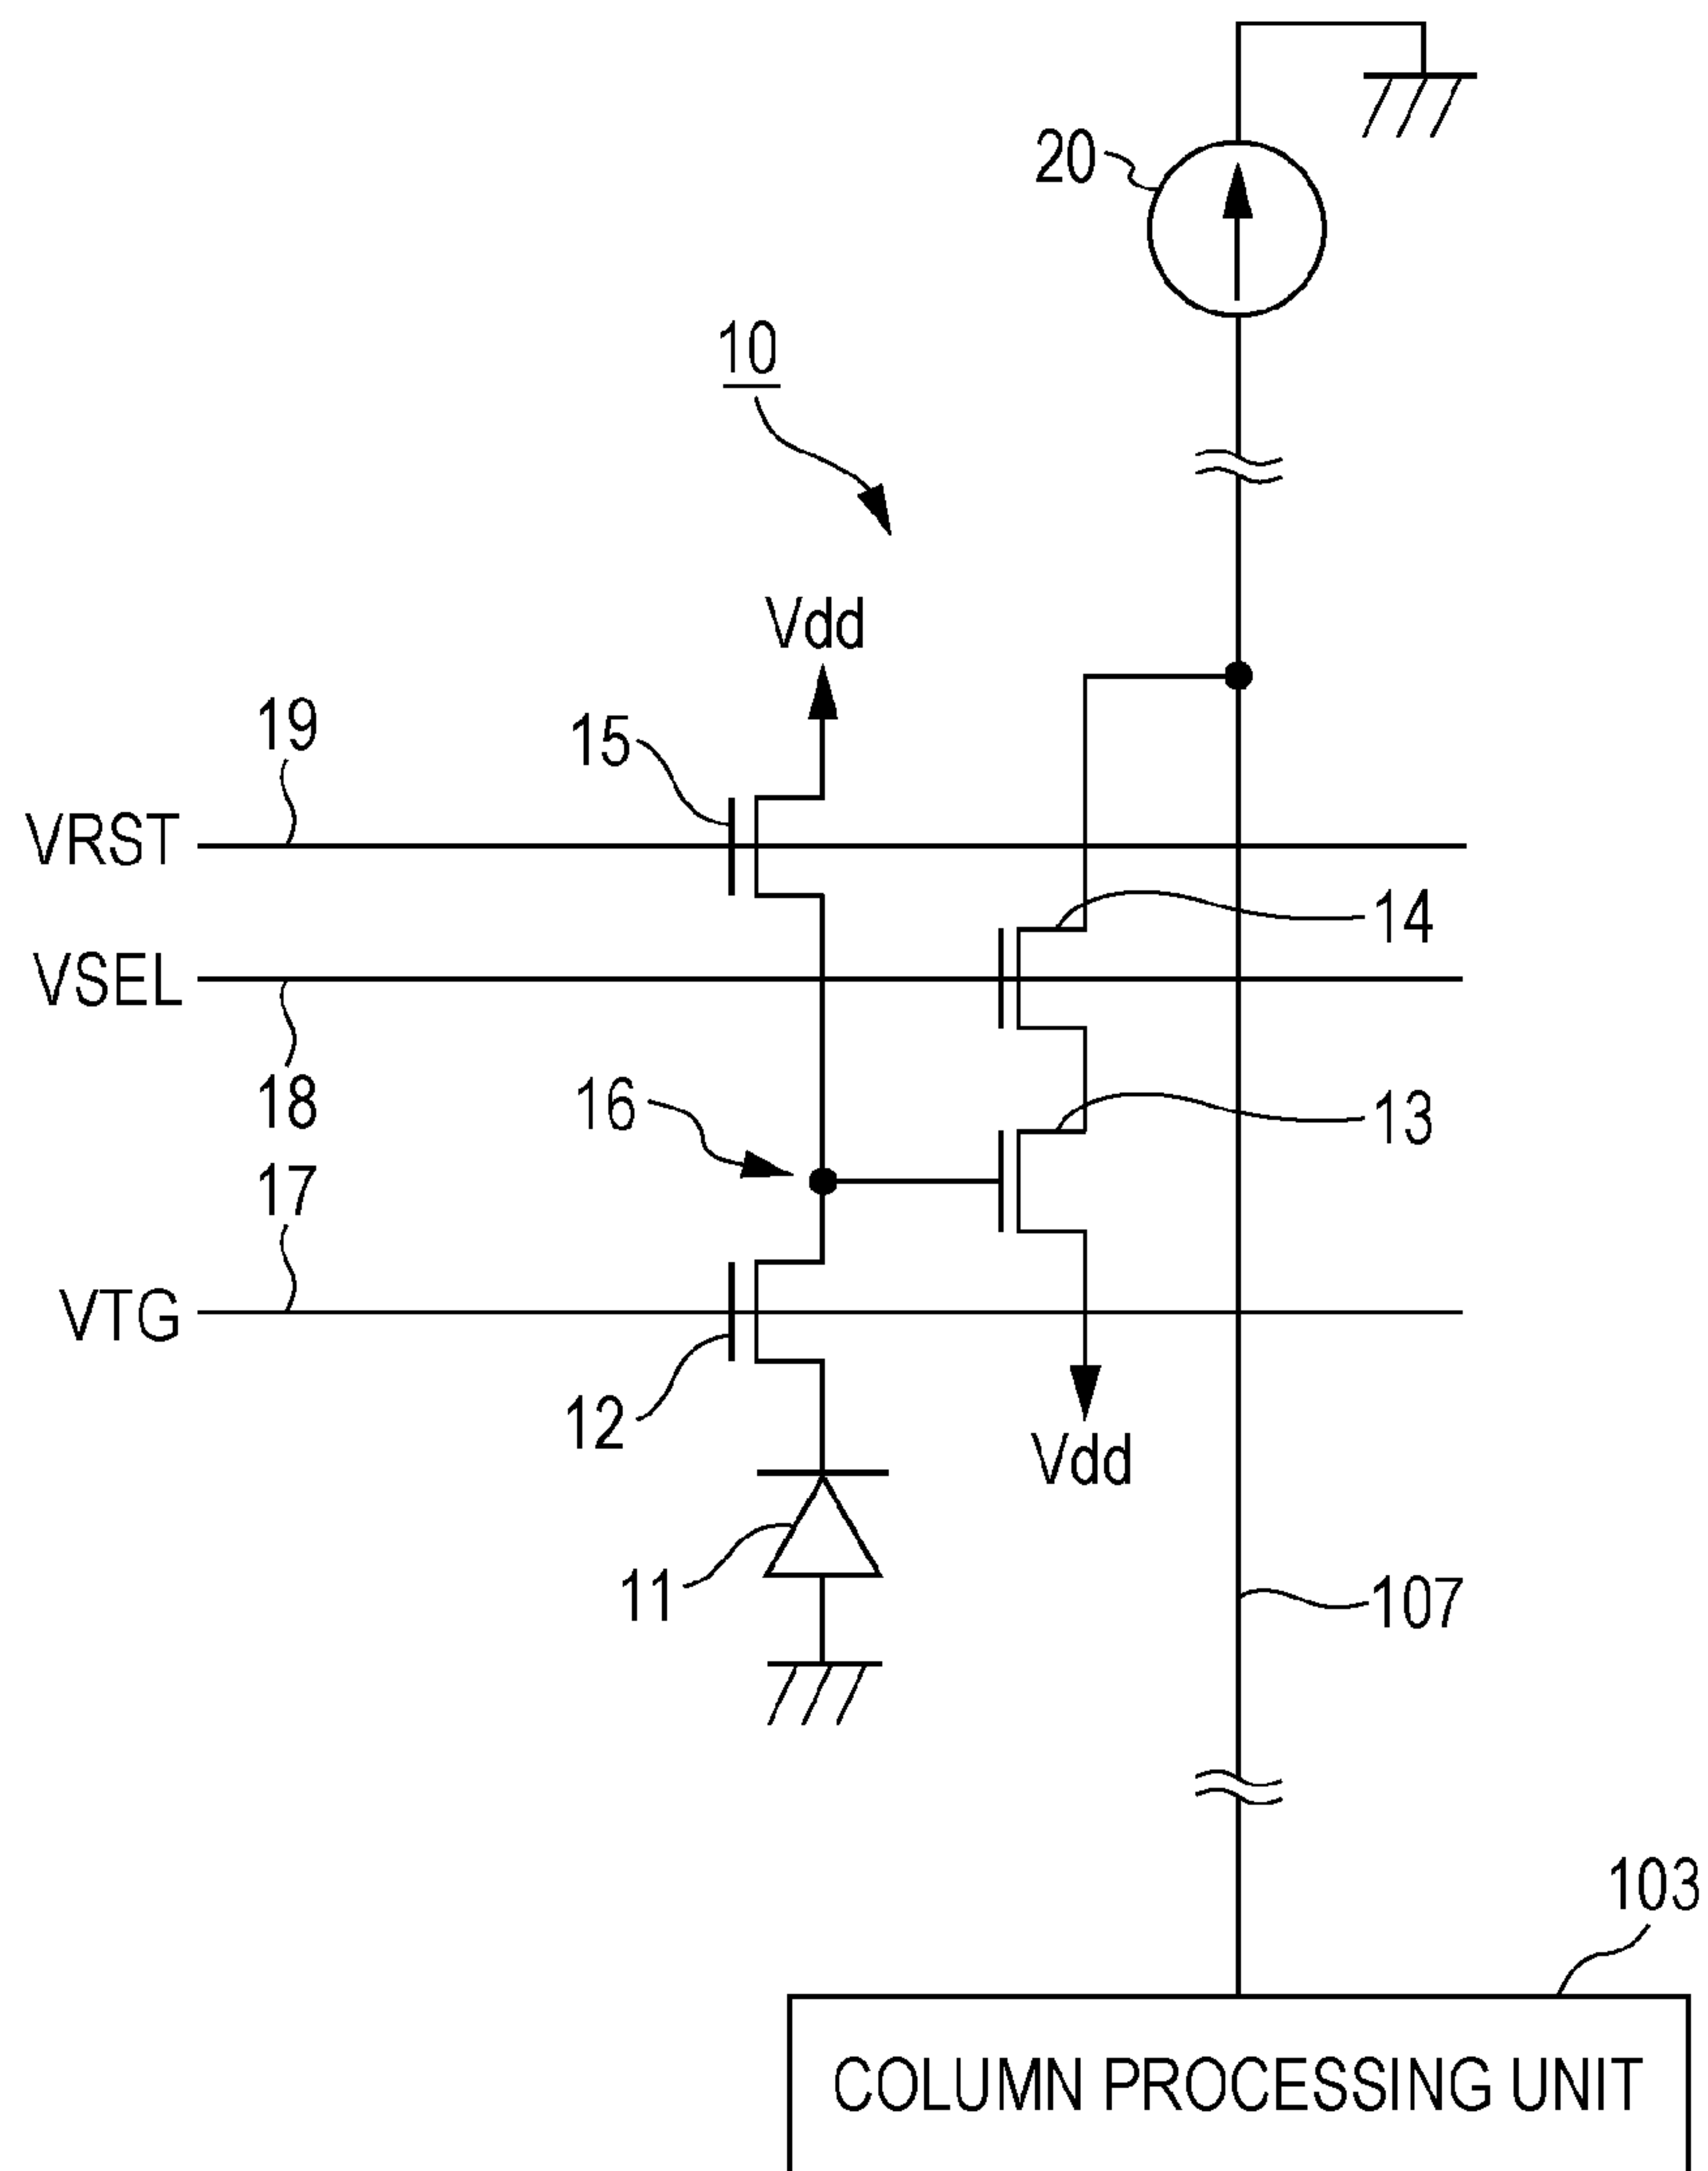 20
10
Vdd
19
15
VRST
14
VSEL
18
16
13
17
VTG
12
Vdd
11
107
103
COLUMN PROCESSING UNIT